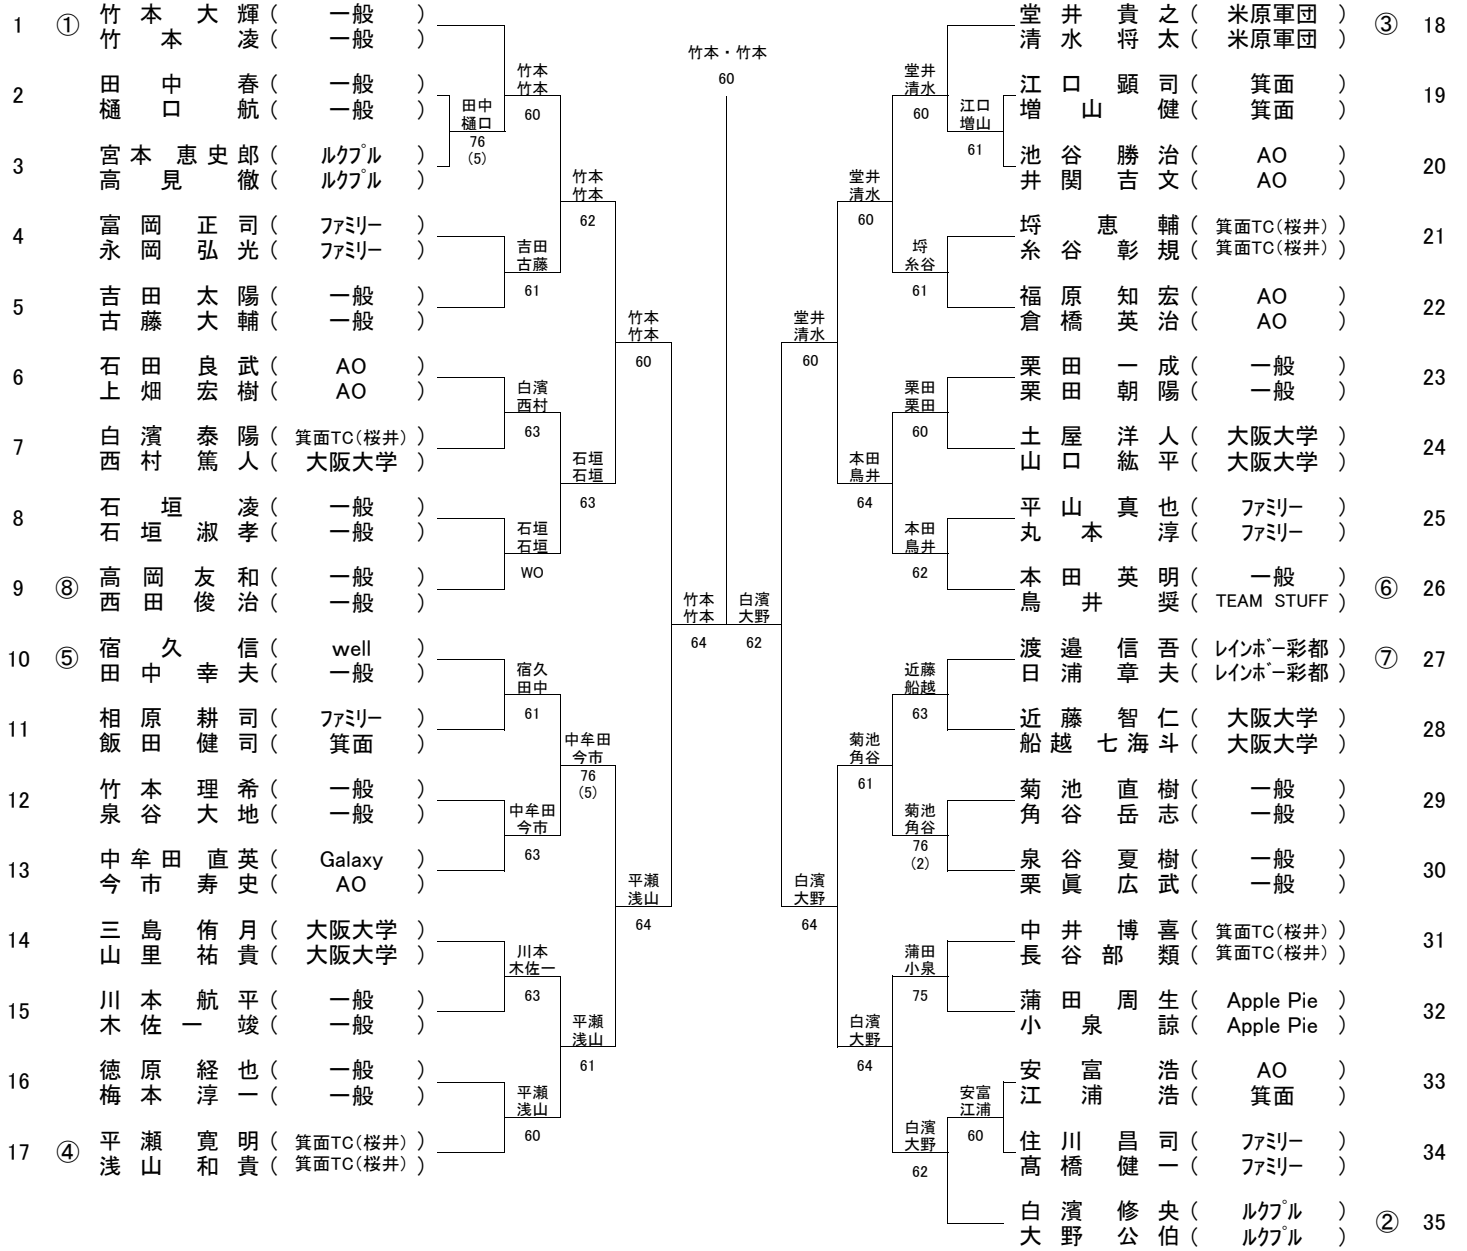 竹本・竹本
60
1 ① 竹本 大輝 ( 一般 )
竹本 凌 ( 一般 )
2 田中 春 ( 一般 )
樋口 航 ( 一般 )
3 宮本 恵史郎 ( ルクプル )
高見 徹 ( ルクプル )
4 富岡 正司 ( ファミリー )
永岡 弘光 ( ファミリー )
5 吉田 太陽 ( 一般 )
古藤 大輔 ( 一般 )
6 石田 良武 ( AO )
上畑 宏樹 ( AO )
7 白濱 泰陽 ( 箕面TC(桜井) )
西村 篤人 ( 大阪大学 )
8 石垣 凌 ( 一般 )
石垣 淑孝 ( 一般 )
9 ⑧ 高岡 友和 ( 一般 )
西田 俊治 ( 一般 )
10 ⑤ 宿久 信 ( well )
田中 幸夫 ( 一般 )
11 相原 耕司 ( ファミリー )
飯田 健司 ( 箕面 )
12 竹本 理希 ( 一般 )
泉谷 大地 ( 一般 )
13 中牟田 直英 ( Galaxy )
今市 寿史 ( AO )
14 三島 侑月 ( 大阪大学 )
山里 祐貴 ( 大阪大学 )
15 川本 航平 ( 一般 )
木佐一 竣 ( 一般 )
16 徳原 経也 ( 一般 )
梅本 淳一 ( 一般 )
17 ④ 平瀬 寛明 ( 箕面TC(桜井) )
浅山 和貴 ( 箕面TC(桜井) )
田中
樋口
76
(5)
竹本
竹本
60
吉田
古藤
61
白濱
西村
63
石垣
石垣
WO
宿久
田中
61
中牟田
今市
63
川本
木佐一
63
平瀬
浅山
60
竹本
竹本
62
石垣
石垣
63
中牟田
今市
76
(5)
平瀬
浅山
61
竹本
竹本
60
平瀬
浅山
64
竹本
竹本
64
白濱
大野
62
堂井
清水
60
白濱
大野
64
堂井
清水
60
本田
鳥井
64
菊池
角谷
61
白濱
大野
64
堂井
清水
60
埒
糸谷
61
栗田
栗田
60
本田
鳥井
62
近藤
船越
63
菊池
角谷
76
(2)
蒲田
小泉
75
白濱
大野
62
江口
増山
61
安富
江浦
60
堂井 貴之 ( 米原軍団 ) ③ 18
清水 将太 ( 米原軍団 )
江口 顕司 ( 箕面 ) 19
増山 健 ( 箕面 )
池谷 勝治 ( AO ) 20
井関 吉文 ( AO )
埒 恵輔 ( 箕面TC(桜井) ) 21
糸谷 彰規 ( 箕面TC(桜井) )
福原 知宏 ( AO ) 22
倉橋 英治 ( AO )
栗田 一成 ( 一般 ) 23
栗田 朝陽 ( 一般 )
土屋 洋人 ( 大阪大学 ) 24
山口 紘平 ( 大阪大学 )
平山 真也 ( ファミリー ) 25
丸本 淳 ( ファミリー )
本田 英明 ( 一般 ) ⑥ 26
鳥井 奨 ( TEAM STUFF )
渡邉 信吾 ( レインボー彩都 ) ⑦ 27
日浦 章夫 ( レインボー彩都 )
近藤 智仁 ( 大阪大学 ) 28
船越 七海斗 ( 大阪大学 )
菊池 直樹 ( 一般 ) 29
角谷 岳志 ( 一般 )
泉谷 夏樹 ( 一般 ) 30
栗眞 広武 ( 一般 )
中井 博喜 ( 箕面TC(桜井) ) 31
長谷部 類 ( 箕面TC(桜井) )
蒲田 周生 ( Apple Pie ) 32
小泉 諒 ( Apple Pie )
安富 浩 ( AO ) 33
江浦 浩 ( 箕面 )
住川 昌司 ( ファミリー ) 34
髙橋 健一 ( ファミリー )
白濱 修央 ( ルクプル ) ② 35
大野 公伯 ( ルクプル )